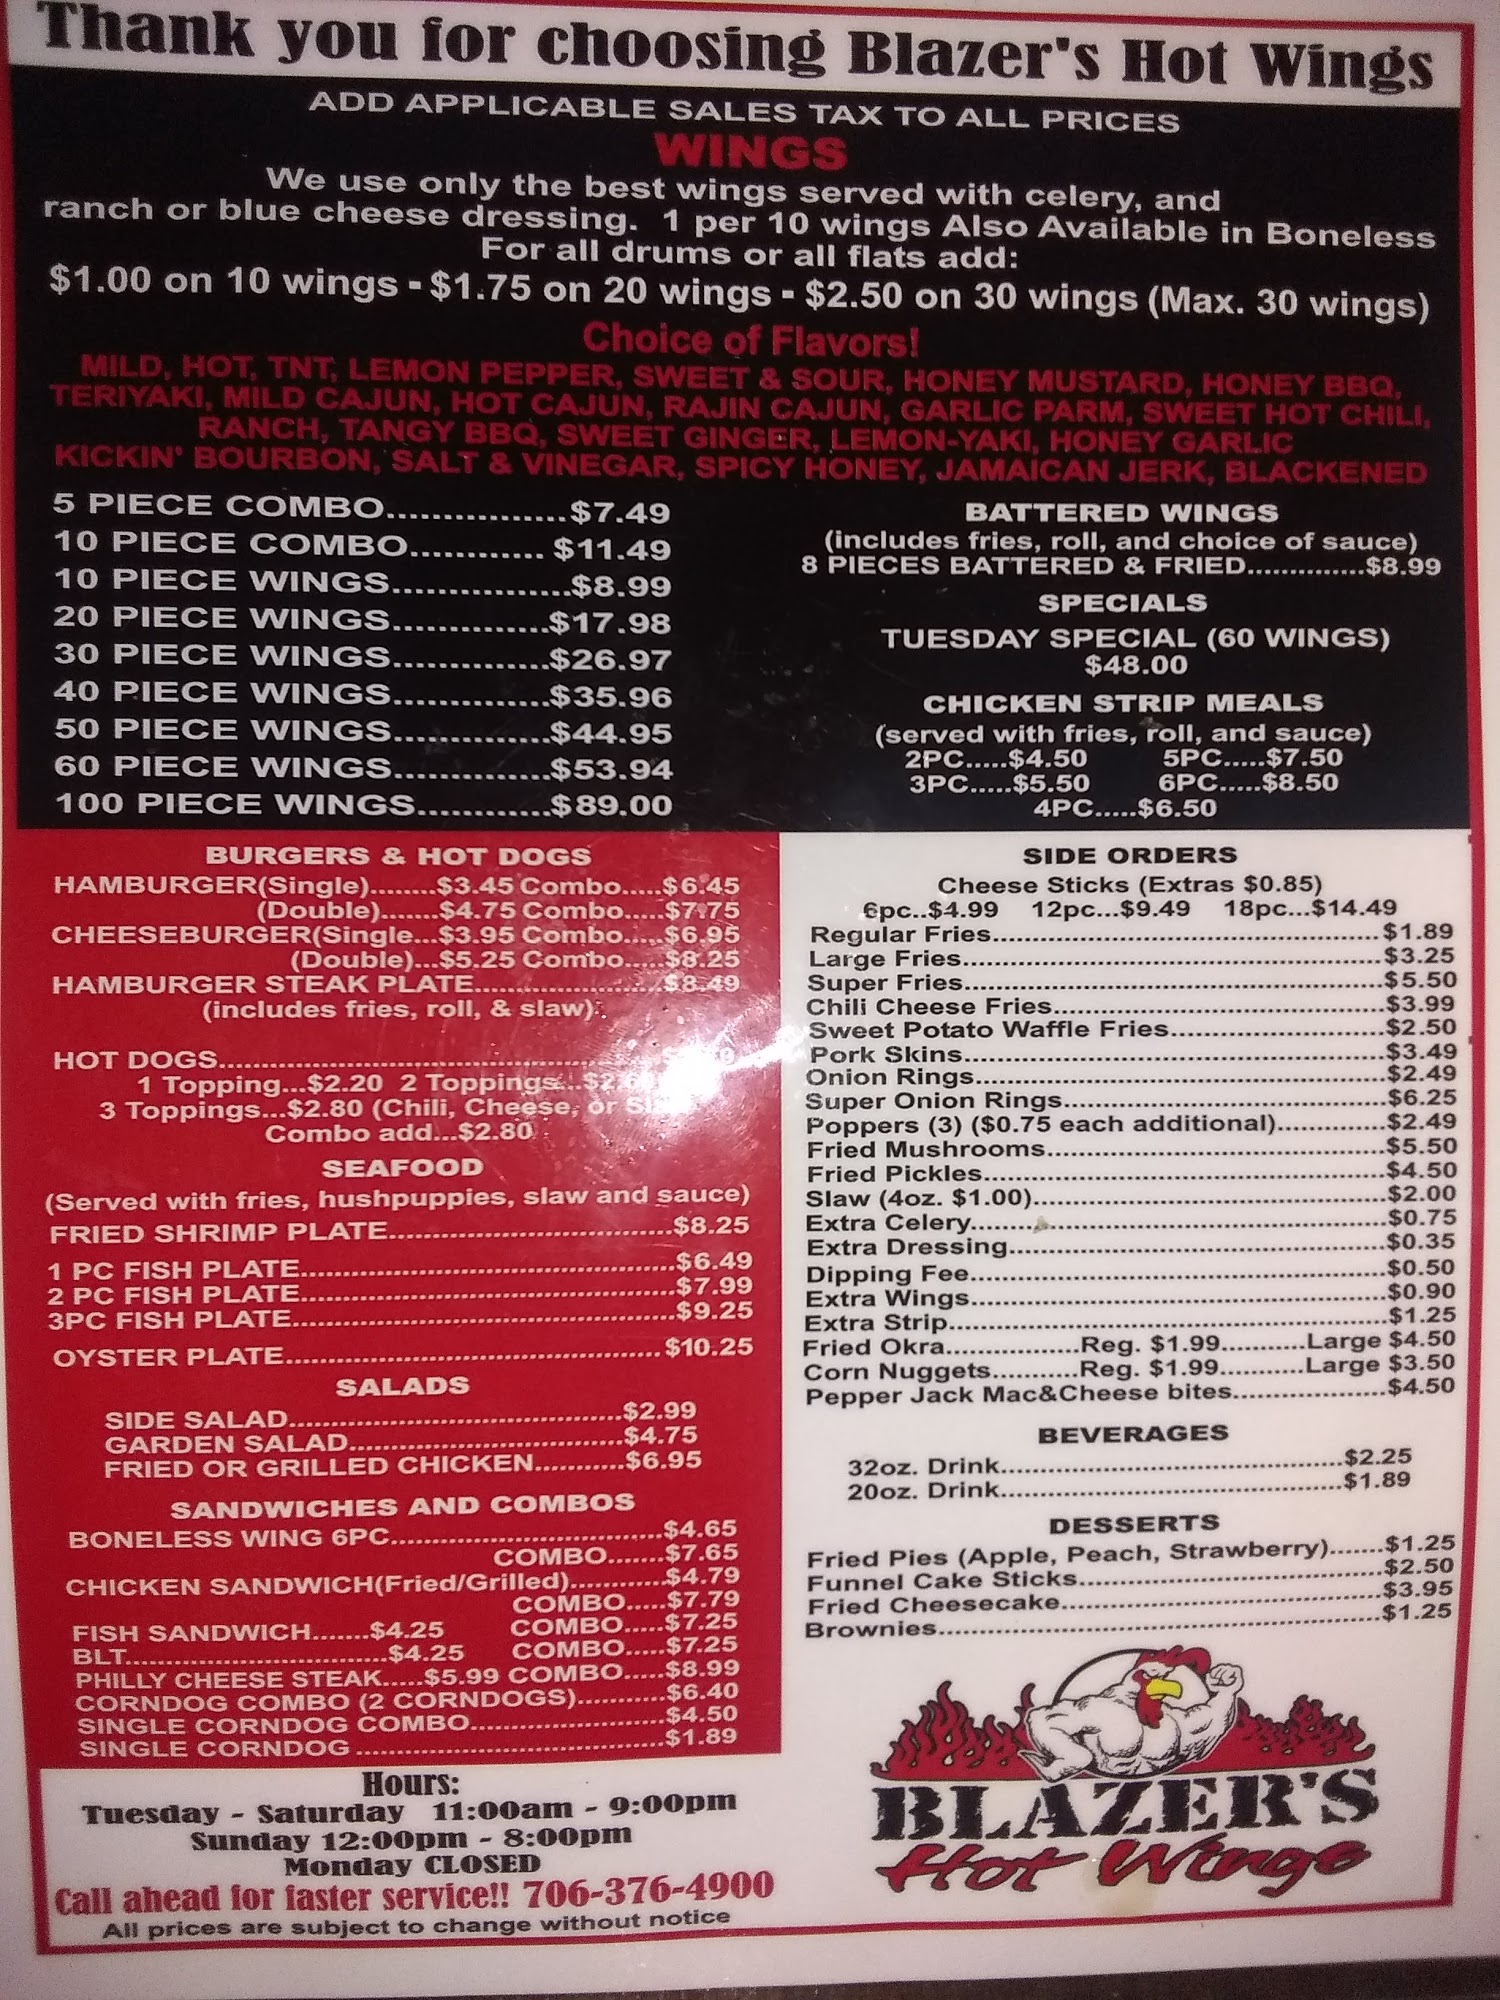 Thank you for choosing Blazer's Hot Wings
ADD APPLICABLE SALES TAX TO ALL PRICES
WINGS
We use only the best wings served with celery, and
ranch or blue cheese dressing. 1 per 10 wings Also Available in Boneless
For all drums or all flats add:
$1.00 on 10 wings - $1.75 on 20 wings - $2.50 on 30 wings (Max. 30 wings)
Choice of Flavors!
MILD, HOT, TNT, LEMON PEPPER, SWEET & SOUR, HONEY MUSTARD, HONEY BBQ,
TERIYAKI, MILD CAJUN, HOT CAJUN, RAJIN CAJUN, GARLIC PARM, SWEET HOT CHILI,
RANCH, TANGY BBQ, SWEET GINGER, LEMON-YAKI, HONEY GARLIC
KICKIN' BOURBON, SALT & VINEGAR, SPICY HONEY, JAMAICAN JERK, BLACKENED
5 PIECE COMBO................$7.49
10 PIECE COMBO............ $11.49
10 PIECE WINGS.................$8.99
20 PIECE WINGS...............$17.98
30 PIECE WINGS...............$26.97
40 PIECE WINGS...............$35.96
50 PIECE WINGS...............$44.95
60 PIECE WINGS...............$53.94
100 PIECE WINGS.............$89.00
BATTERED WINGS
(includes fries, roll, and choice of sauce)
8 PIECES BATTERED & FRIED..............$8.99
SPECIALS
TUESDAY SPECIAL (60 WINGS)
$48.00
CHICKEN STRIP MEALS
(served with fries, roll, and sauce)
2PC.....$4.50 5PC.....$7.50
3PC.....$5.50 6PC.....$8.50
4PC.....$6.50
BURGERS & HOT DOGS
HAMBURGER(Single)........$3.45 Combo.....$6.45
(Double).......$4.75 Combo.....$7.75
CHEESEBURGER(Single...$3.95 Combo.....$6.95
(Double)...$5.25 Combo.....$8.25
HAMBURGER STEAK PLATE......................$8.49
(includes fries, roll, & slaw)
HOT DOGS
1 Topping...$2.20 2 Toppings
3 Toppings...$2.80 (Chili, Cheese, or
Combo add...$2.80
SEAFOOD
(Served with fries, hushpuppies, slaw and sauce)
FRIED SHRIMP PLATE.................................$8.25
1 PC FISH PLATE............................................$6.49
2 PC FISH PLATE............................................$7.99
3PC FISH PLATE.............................................$9.25
OYSTER PLATE............................................$10.25
SALADS
SIDE SALAD.......................................$2.99
GARDEN SALAD................................$4.75
FRIED OR GRILLED CHICKEN...........$6.95
SANDWICHES AND COMBOS
BONELESS WING 6PC................................$4.65
COMBO.......$7.65
CHICKEN SANDWICH(Fried/Grilled)............$4.79
COMBO.....$7.79
FISH SANDWICH.......$4.25 COMBO.....$7.25
BLT...............................$4.25 COMBO.....$7.25
PHILLY CHEESE STEAK.....$5.99 COMBO.....$8.99
CORNDOG COMBO (2 CORNDOGS)...........$6.40
SINGLE CORNDOG COMBO.......................$4.50
SINGLE CORNDOG .....................................$1.89
SIDE ORDERS
Cheese Sticks (Extras $0.85)
6pc..$4.99 12pc...$9.49 18pc...$14.49
Regular Fries..............................................$1.89
Large Fries.................................................$3.25
Super Fries.................................................$5.50
Chili Cheese Fries.......................................$3.99
Sweet Potato Waffle Fries..........................$2.50
Pork Skins..................................................$3.49
Onion Rings................................................$2.49
Super Onion Rings......................................$6.25
Poppers (3) ($0.75 each additional).............$2.49
Fried Mushrooms........................................$5.50
Fried Pickles...............................................$4.50
Slaw (4oz. $1.00).........................................$2.00
Extra Celery................................................$0.75
Extra Dressing............................................$0.35
Dipping Fee................................................$0.50
Extra Wings................................................$0.90
Extra Strip..................................................$1.25
Fried Okra................Reg. $1.99...........Large $4.50
Corn Nuggets..........Reg. $1.99..........Large $3.50
Pepper Jack Mac&Cheese bites..................$4.50
BEVERAGES
32oz. Drink.........................................$2.25
20oz. Drink.........................................$1.89
DESSERTS
Fried Pies (Apple, Peach, Strawberry).......$1.25
Funnel Cake Sticks....................................$2.50
Fried Cheesecake......................................$3.95
Brownies...................................................$1.25
Hours:
Tuesday - Saturday 11:00am - 9:00pm
Sunday 12:00pm - 8:00pm
Monday CLOSED
Call ahead for faster service!! 706-376-4900
All prices are subject to change without notice
BLAZER'S
Hot Wings